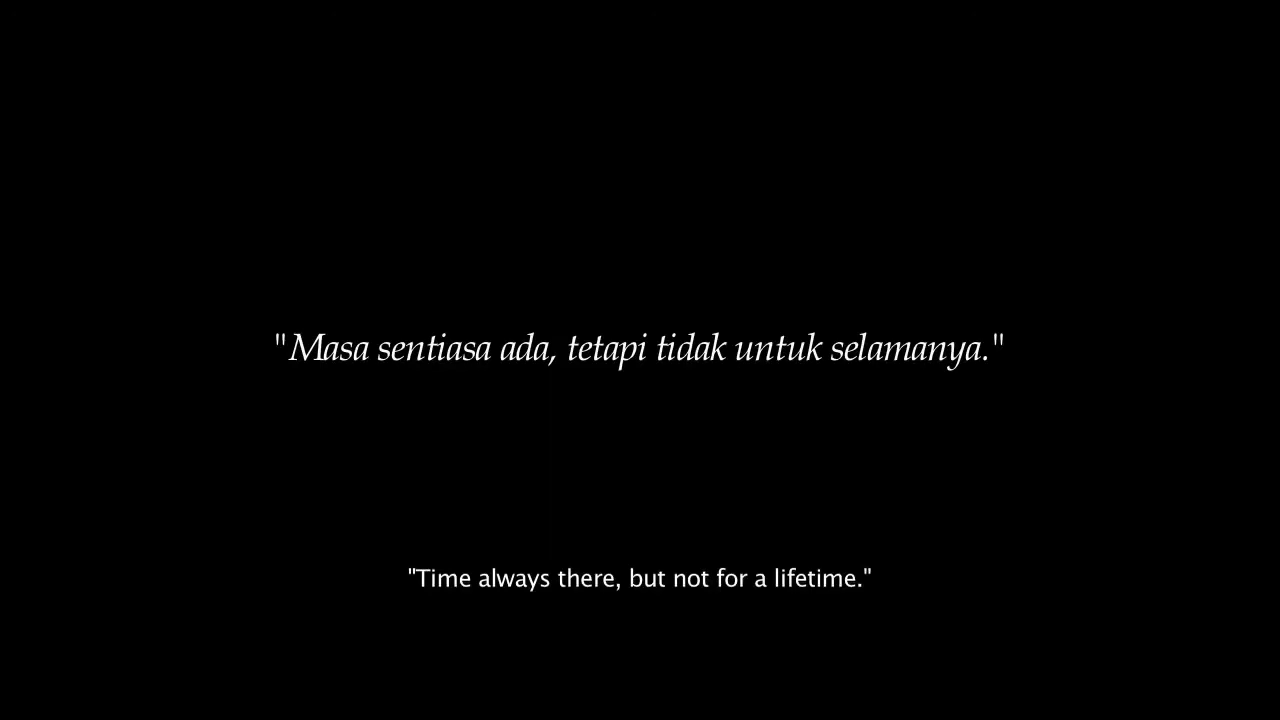 "Masa sentiasa ada, tetapi tidak untuk selamanya."
"Time always there, but not for a lifetime."